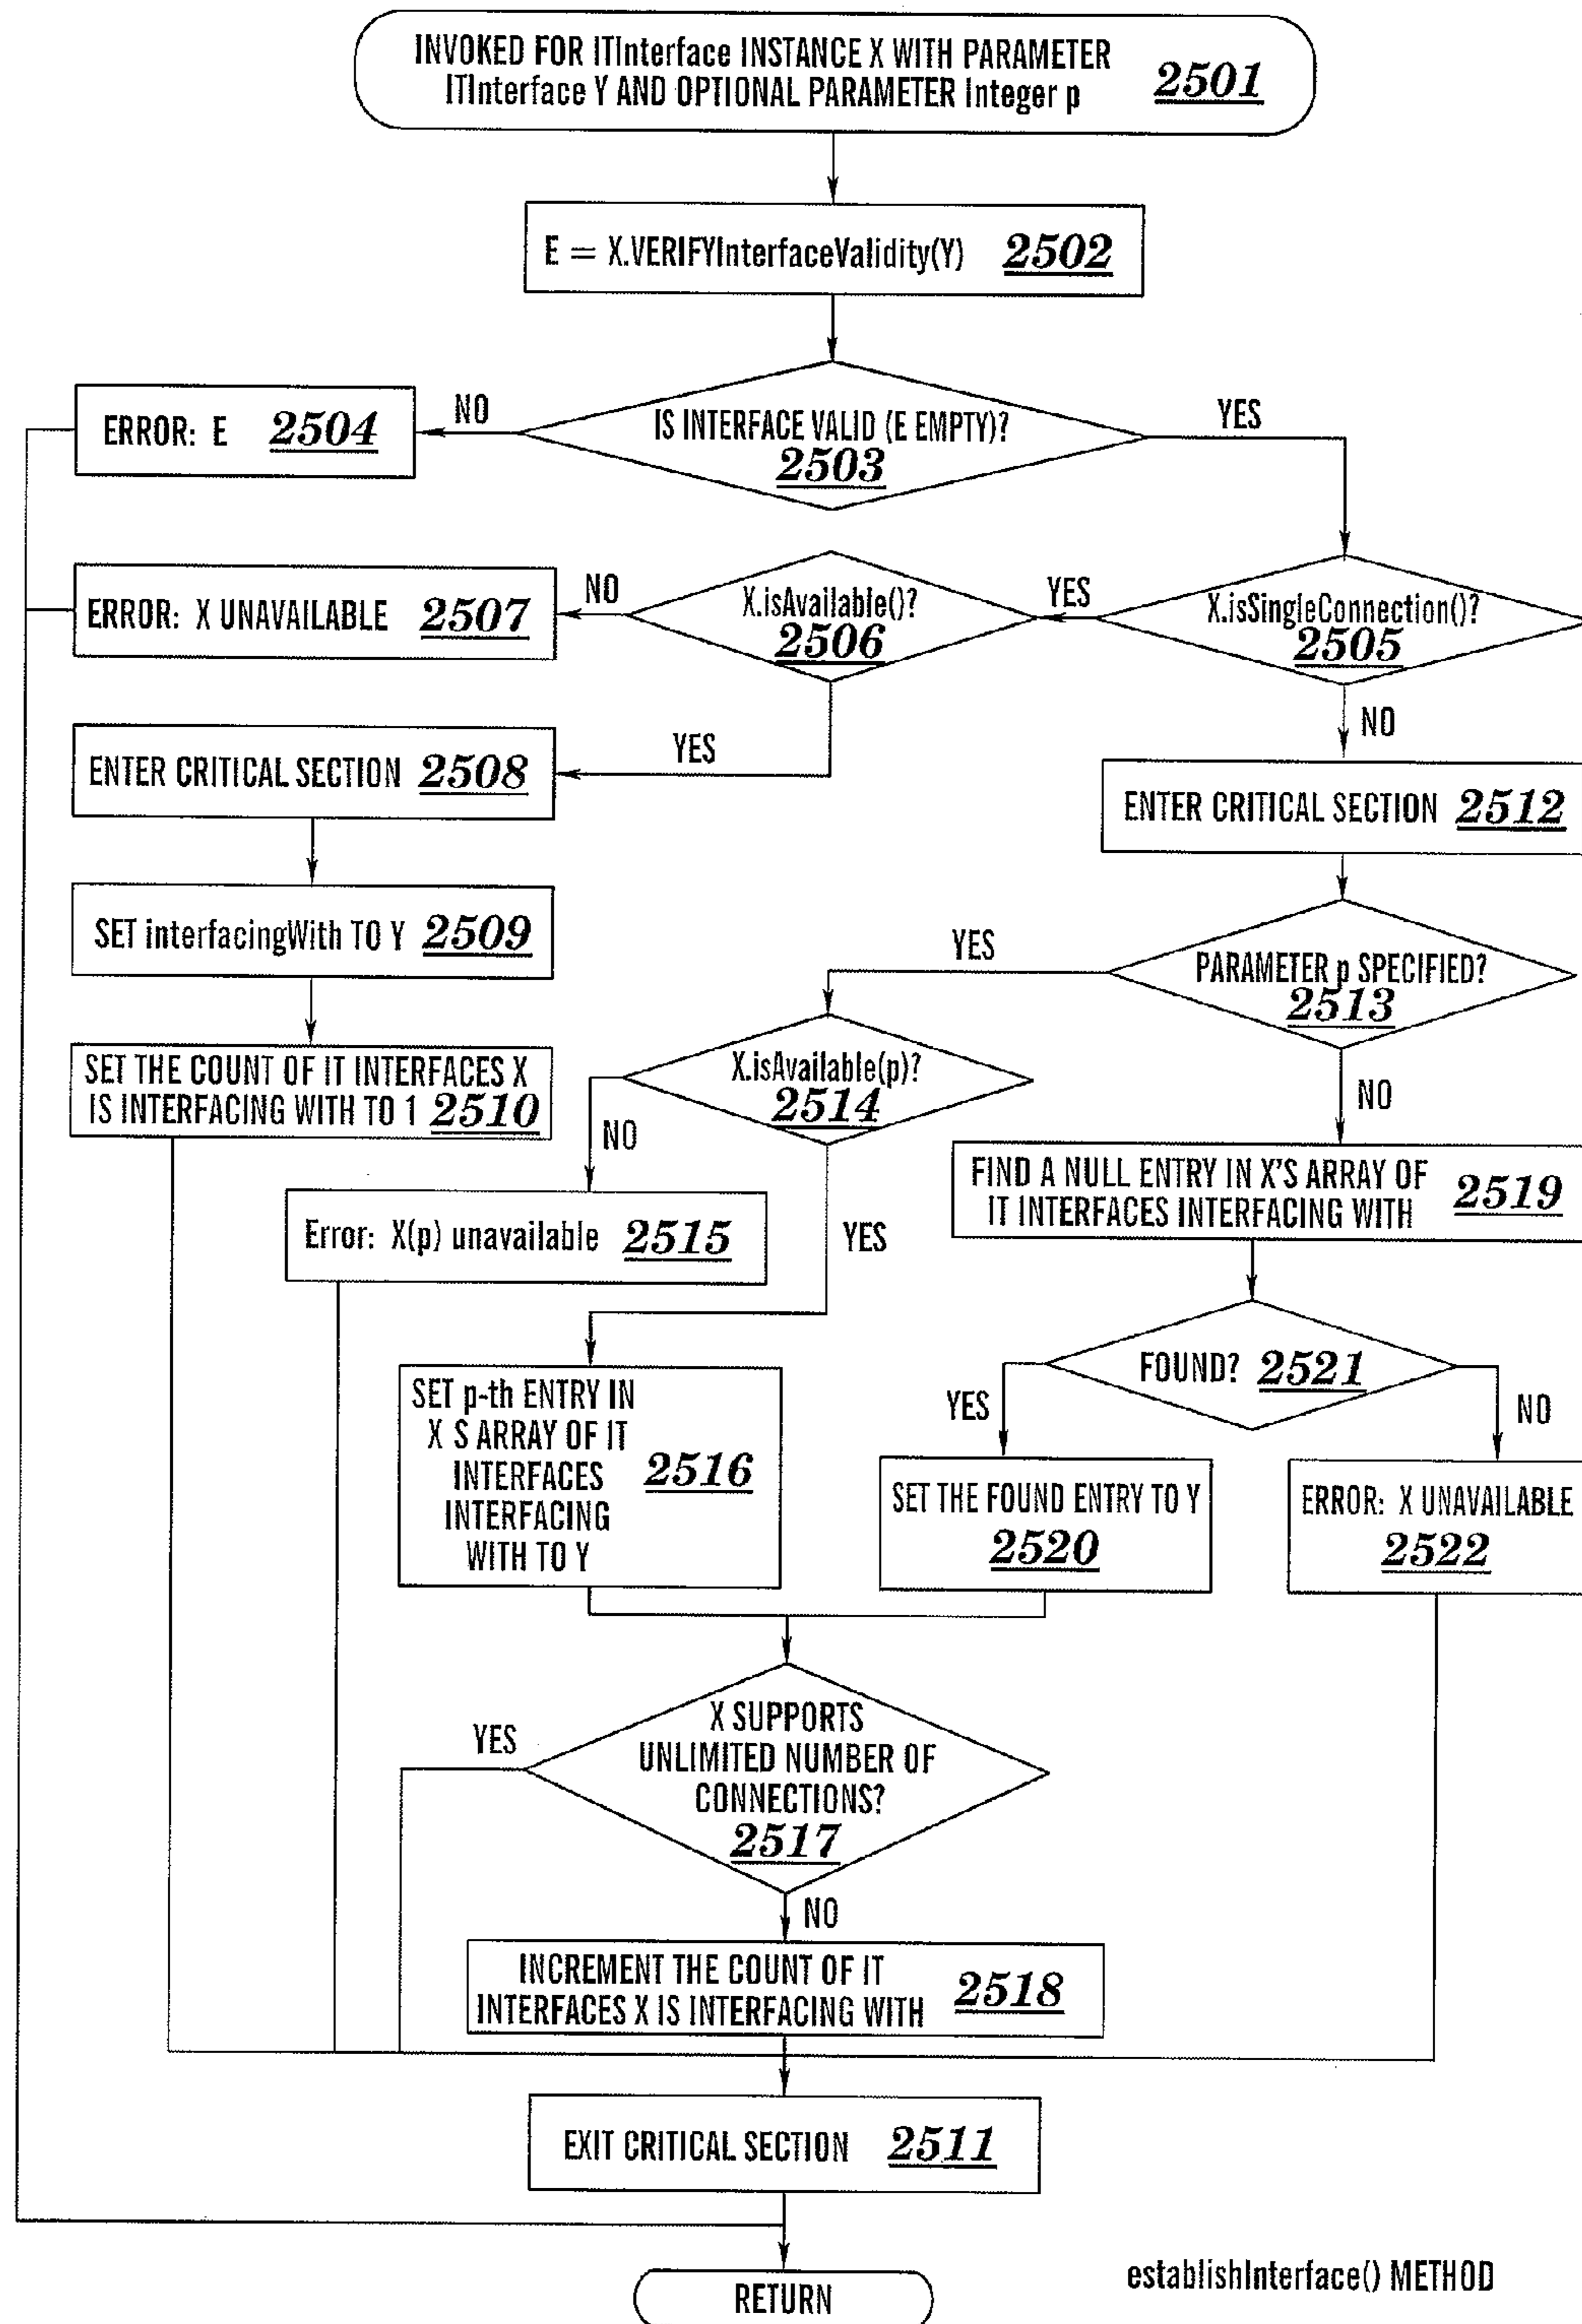 INVOKED FOR ITInterface INSTANCE X WITH PARAMETER
ITInterface Y AND OPTIONAL PARAMETER Integer p 2501
E = X.VERIFYInterfaceValidity(Y) 2502
IS INTERFACE VALID (E EMPTY)?
2503
NO
YES
ERROR: E 2504
X.isSingleConnection()?
2505
YES
NO
X.isAvailable()?
2506
NO
YES
ERROR: X UNAVAILABLE 2507
ENTER CRITICAL SECTION 2508
SET interfacingWith TO Y 2509
SET THE COUNT OF IT INTERFACES X
IS INTERFACING WITH TO 1 2510
ENTER CRITICAL SECTION 2512
PARAMETER p SPECIFIED?
2513
YES
NO
X.isAvailable(p)?
2514
NO
YES
Error: X(p) unavailable 2515
SET p-th ENTRY IN
X S ARRAY OF IT
INTERFACES 2516
INTERFACING
WITH TO Y
FIND A NULL ENTRY IN X'S ARRAY OF
IT INTERFACES INTERFACING WITH 2519
FOUND? 2521
YES
NO
SET THE FOUND ENTRY TO Y
2520
ERROR: X UNAVAILABLE
2522
X SUPPORTS
UNLIMITED NUMBER OF
CONNECTIONS?
2517
YES
NO
INCREMENT THE COUNT OF IT
INTERFACES X IS INTERFACING WITH 2518
EXIT CRITICAL SECTION 2511
RETURN
establishInterface() METHOD